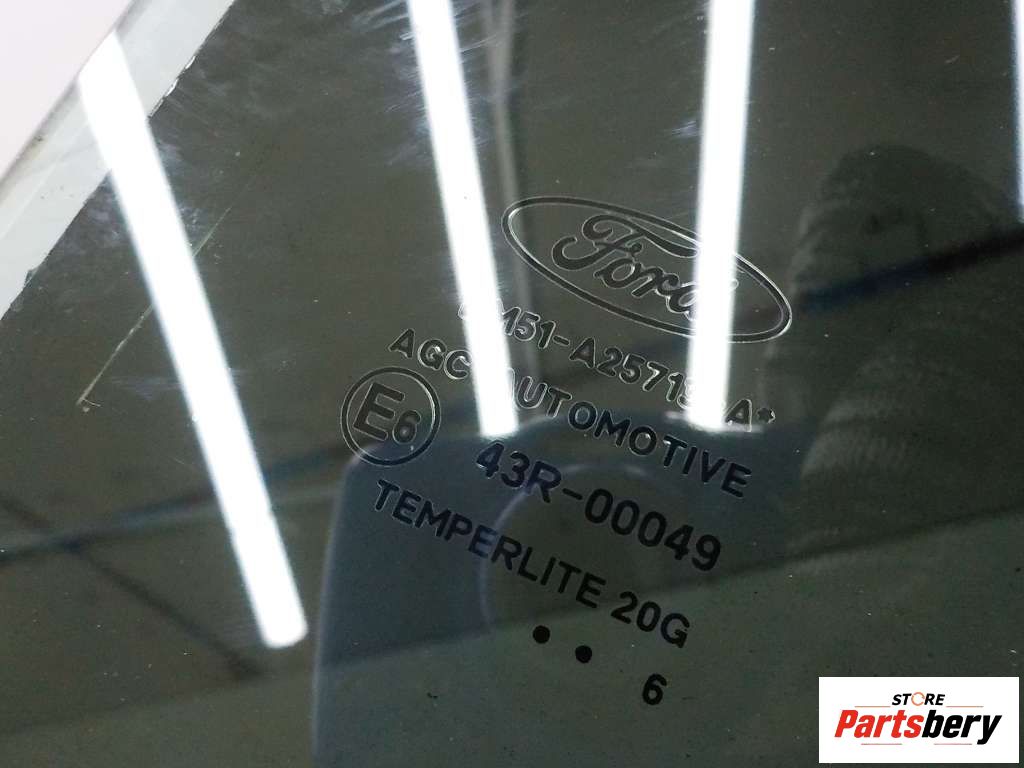 Ford
AGC AUTOMOTIVE
E6
43R-00049
TEMPERLITE 20G
• • 6
STORE
Partsbery